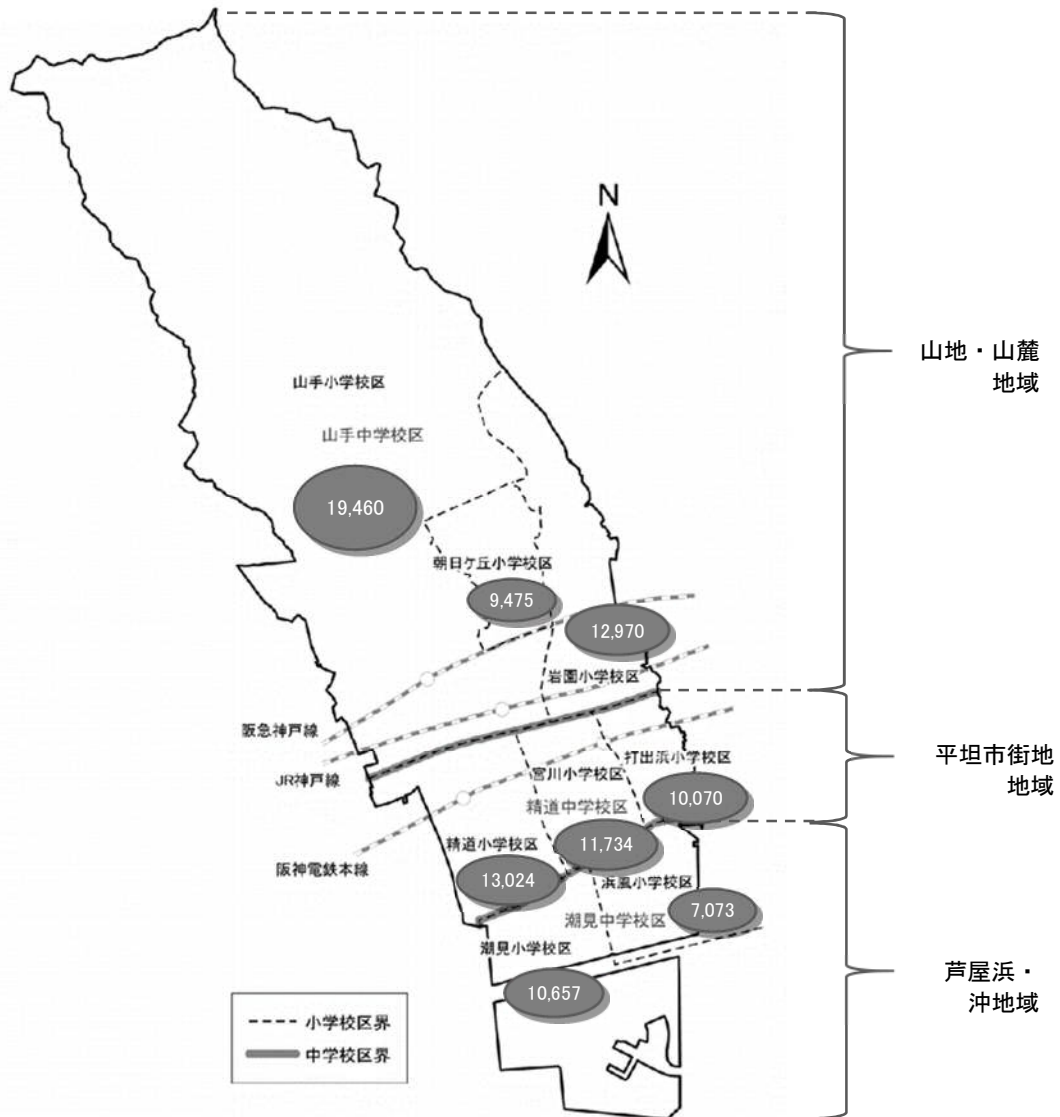 N
山地・山麓
地域
山手小学校区
山手中学校区
19,460
朝日ケ丘小学校区
9,475
12,970
岩園小学校区
阪急神戸線
JR神戸線
平坦市街地
地域
打出浜小学校区
宮川小学校区
10,070
精道中学校区
11,734
精道小学校区
阪神電鉄本線
13,024
浜風小学校区
7,073
潮見中学校区
潮見小学校区
10,657
芦屋浜・
沖地域
小学校区界
中学校区界